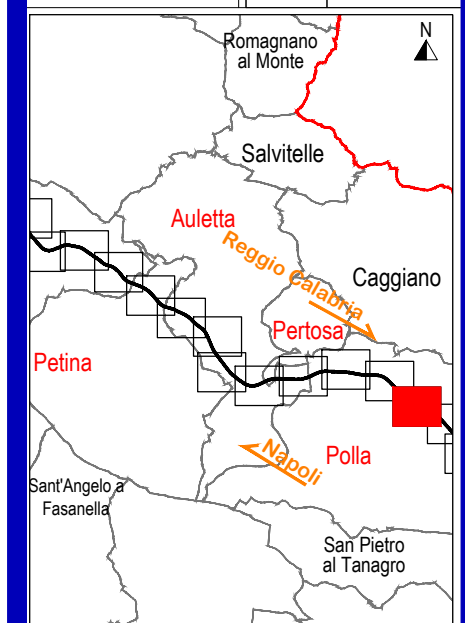 N
Romagnano
al Monte
Salvitelle
Auletta
Reggio Calabria
Caggiano
Pertosa
Petina
Napoli
Polla
Sant'Angelo a
Fasanella
San Pietro
al Tanagro